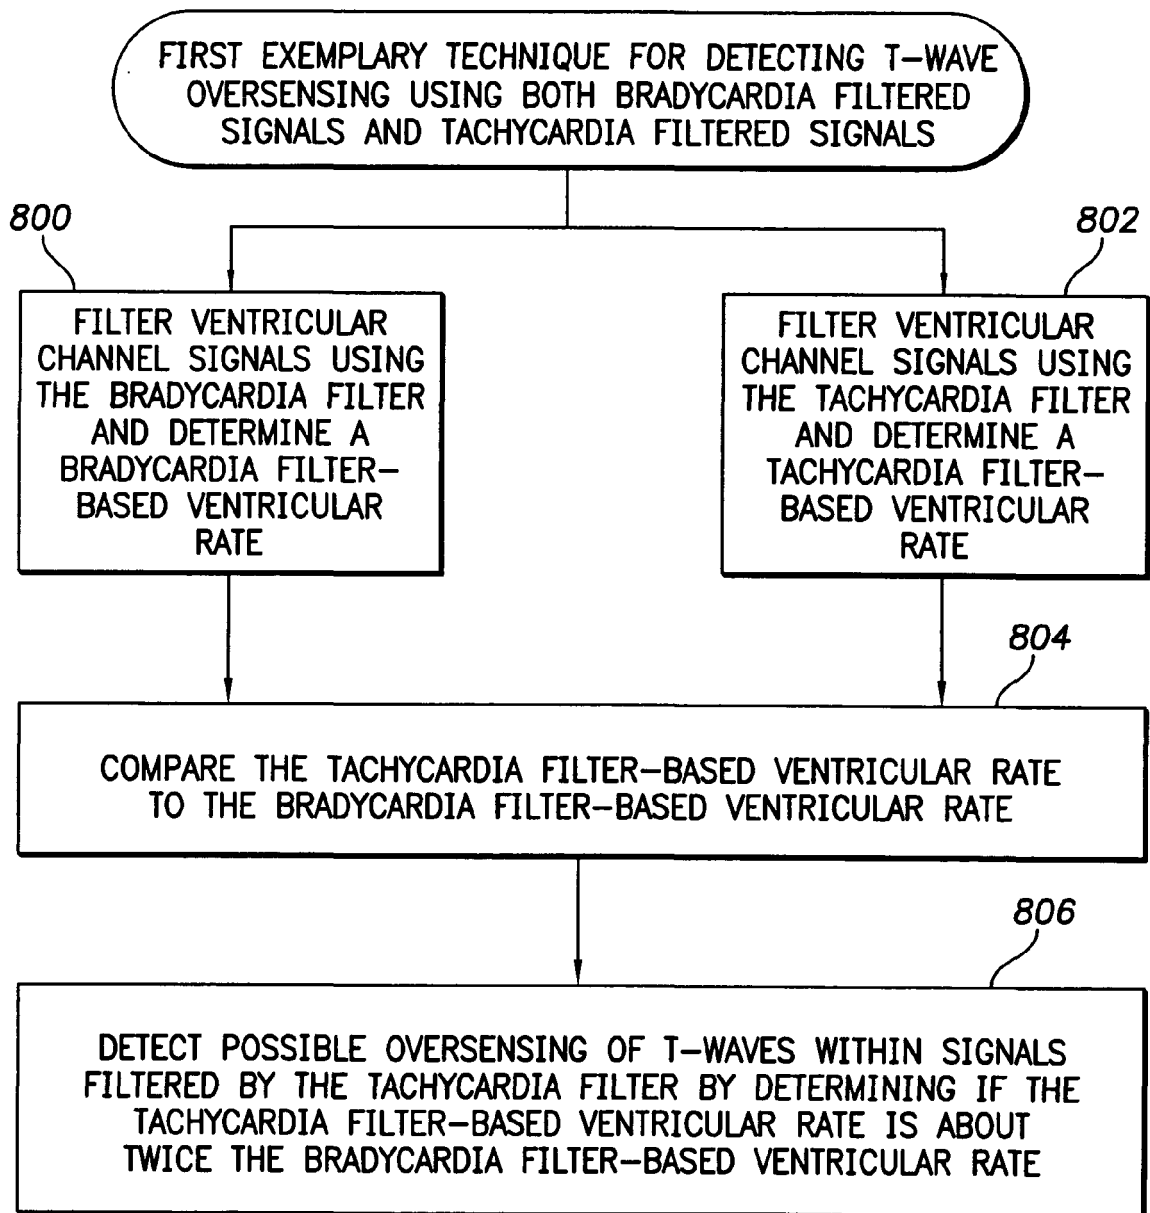 FIRST EXEMPLARY TECHNIQUE FOR DETECTING T-WAVE
OVERSENSING USING BOTH BRADYCARDIA FILTERED
SIGNALS AND TACHYCARDIA FILTERED SIGNALS
800
802
FILTER VENTRICULAR
CHANNEL SIGNALS USING
THE BRADYCARDIA FILTER
AND DETERMINE A
BRADYCARDIA FILTER-
BASED VENTRICULAR
RATE
FILTER VENTRICULAR
CHANNEL SIGNALS USING
THE TACHYCARDIA FILTER
AND DETERMINE A
TACHYCARDIA FILTER-
BASED VENTRICULAR
RATE
804
COMPARE THE TACHYCARDIA FILTER-BASED VENTRICULAR RATE
TO THE BRADYCARDIA FILTER-BASED VENTRICULAR RATE
806
DETECT POSSIBLE OVERSENSING OF T-WAVES WITHIN SIGNALS
FILTERED BY THE TACHYCARDIA FILTER BY DETERMINING IF THE
TACHYCARDIA FILTER-BASED VENTRICULAR RATE IS ABOUT
TWICE THE BRADYCARDIA FILTER-BASED VENTRICULAR RATE